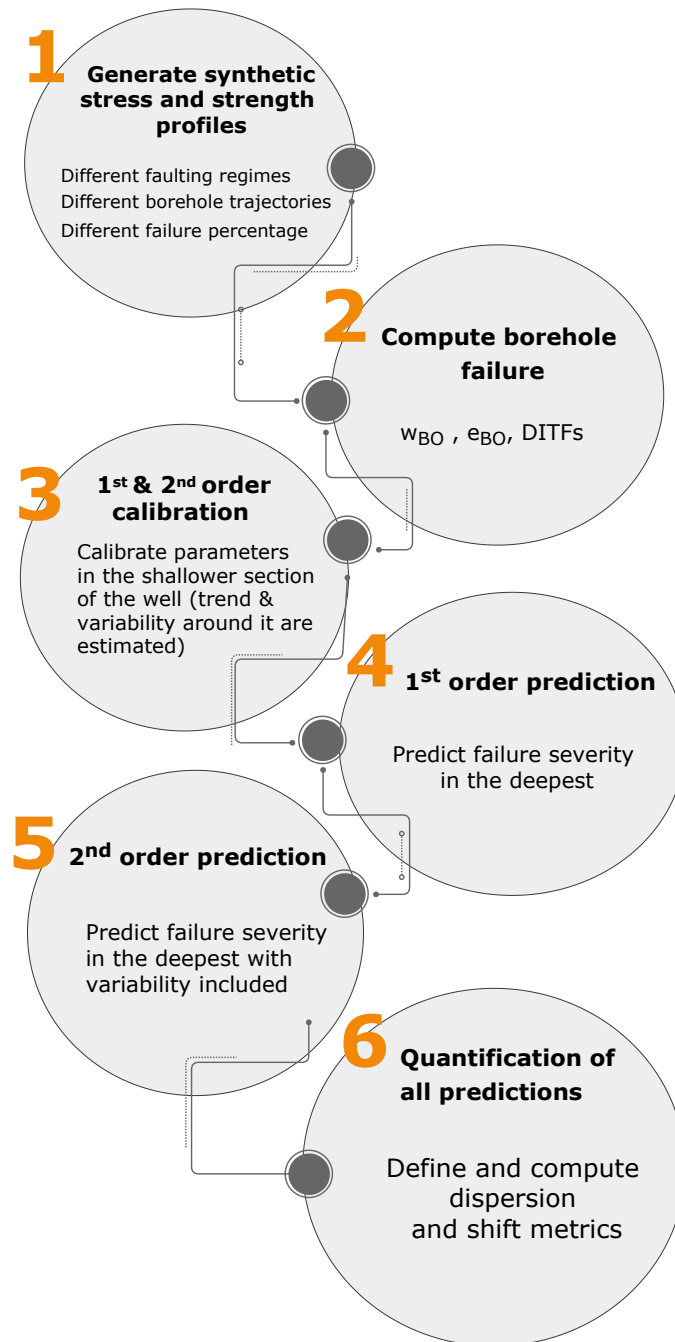 1
Generate synthetic
stress and strength
profiles
Different faulting regimes
Different borehole trajectories
Different failure percentage
2
Compute borehole
failure
wBO , eBO, DITFs
3
1st & 2nd order
calibration
Calibrate parameters
in the shallower section
of the well (trend &
variability around it are
estimated)
4
1st order prediction
Predict failure severity
in the deepest
5
2nd order prediction
Predict failure severity
in the deepest with
variability included
6
Quantification of
all predictions
Define and compute
dispersion
and shift metrics